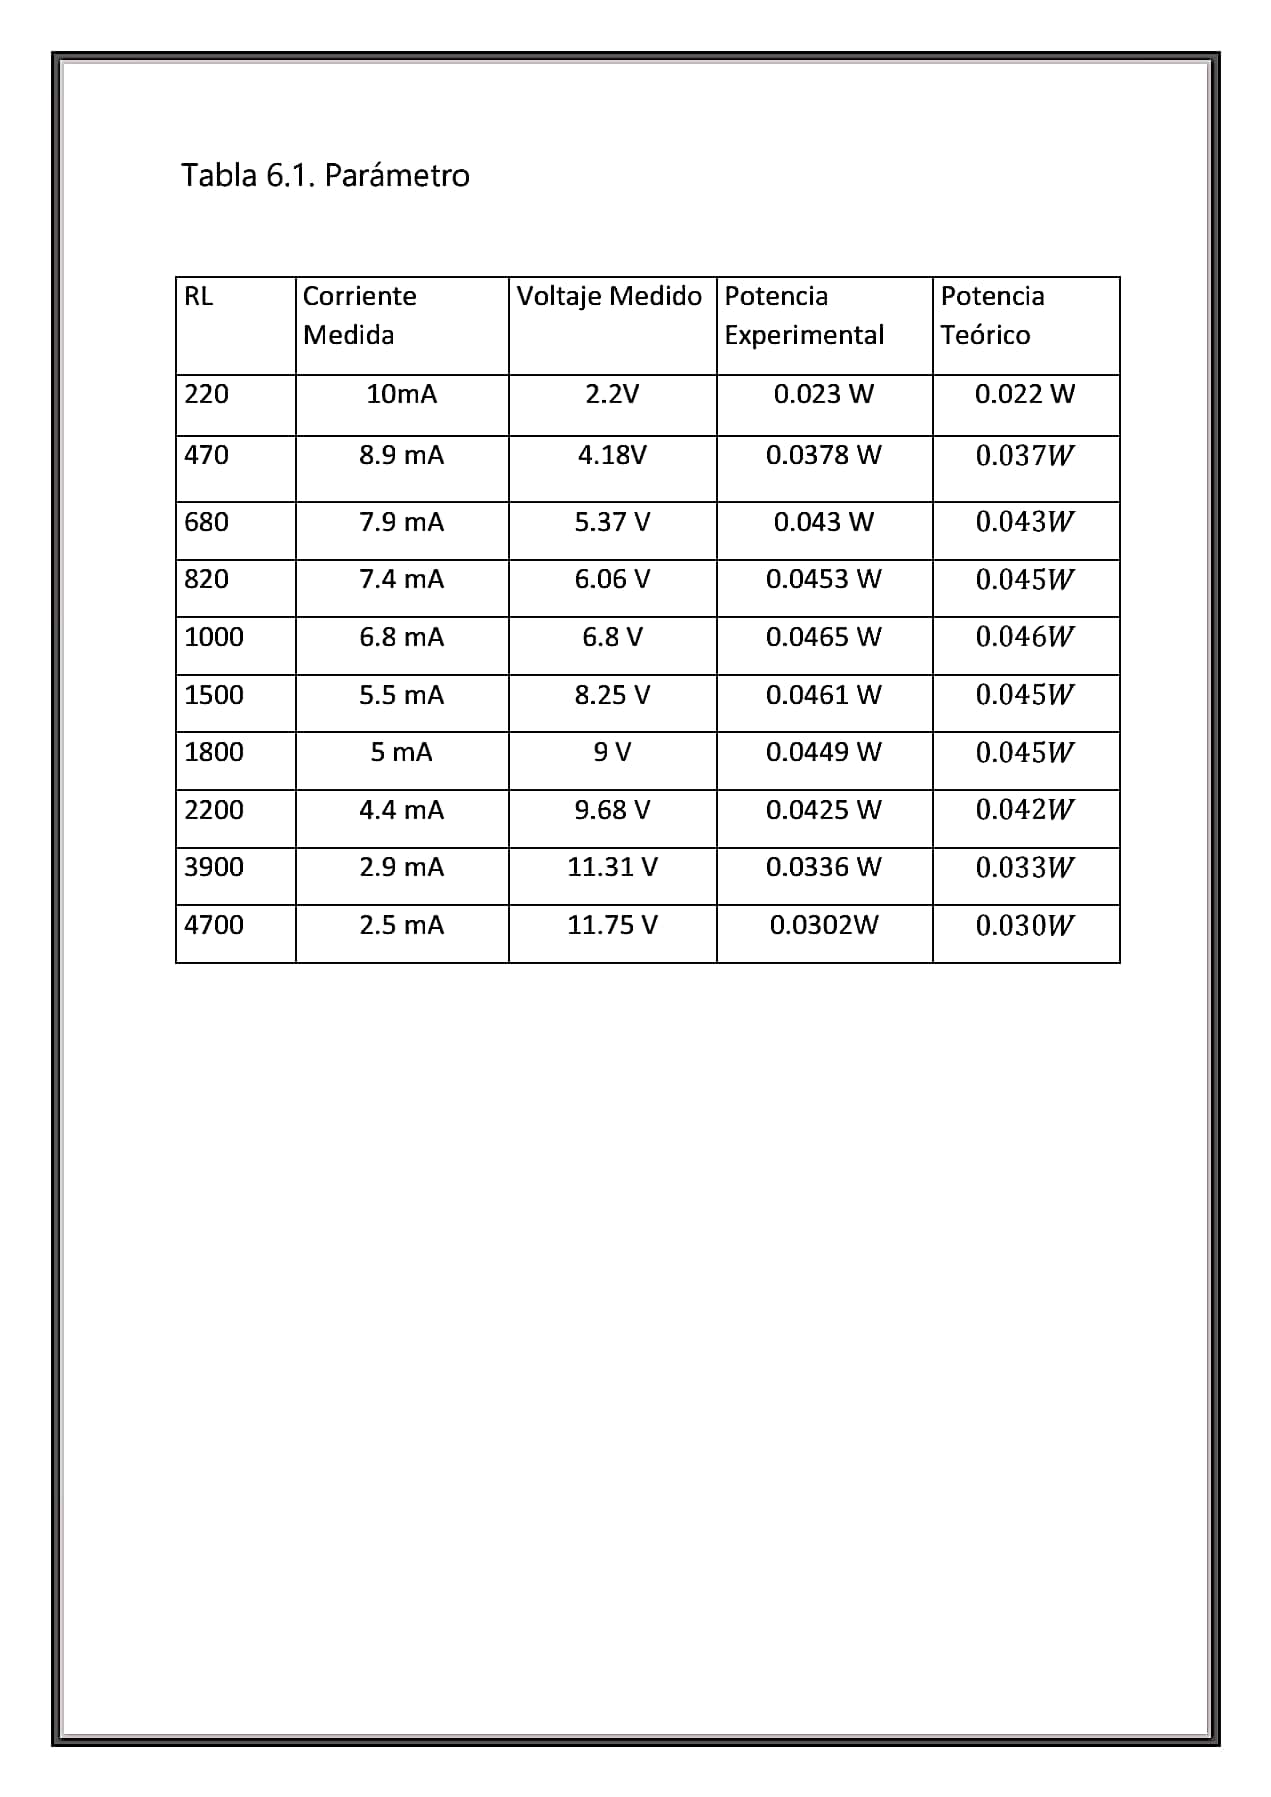 Tabla 6.1. Parámetro
RL Corriente Medida Voltaje Medido Potencia Experimental Potencia Teórico
220 10mA 2.2V 0.023 W 0.022 W
470 8.9 mA 4.18V 0.0378 W 0.037W
680 7.9 mA 5.37 V 0.043 W 0.043W
820 7.4 mA 6.06 V 0.0453 W 0.045W
1000 6.8 mA 6.8 V 0.0465 W 0.046W
1500 5.5 mA 8.25 V 0.0461 W 0.045W
1800 5 mA 9 V 0.0449 W 0.045W
2200 4.4 mA 9.68 V 0.0425 W 0.042W
3900 2.9 mA 11.31 V 0.0336 W 0.033W
4700 2.5 mA 11.75 V 0.0302W 0.030W